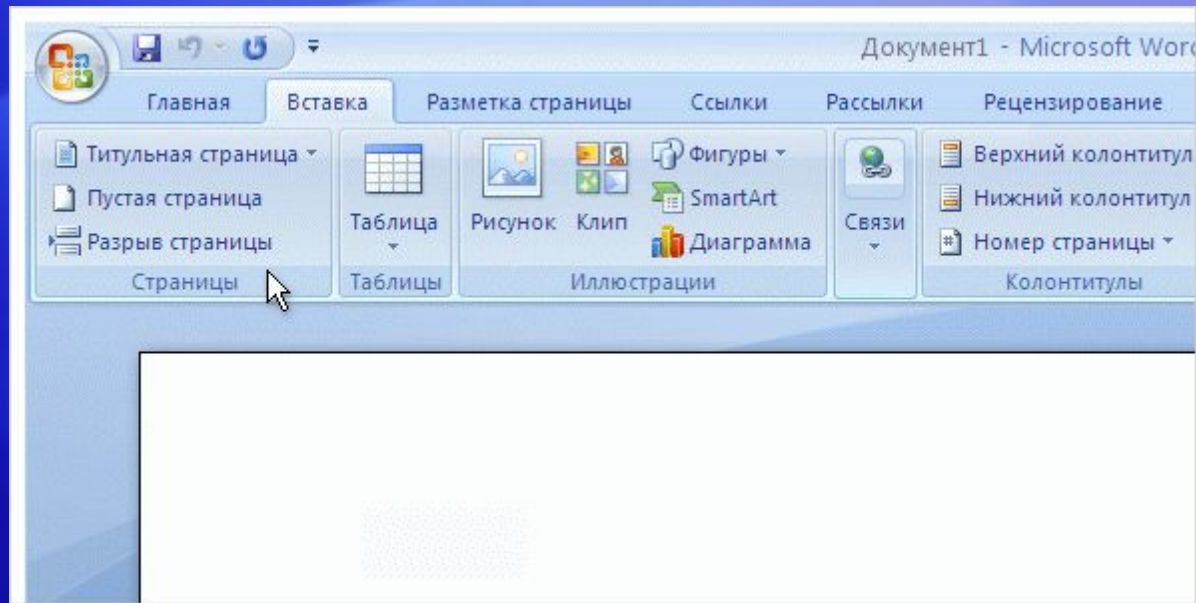 Документ1 - Microsoft Word
Главная Вставка Разметка страницы Ссылки Рассылки Рецензирование
Титульная страница
Пустая страница
Разрыв страницы
Страницы
Таблица
Таблицы
Рисунок Клип
Фигуры
SmartArt
Диаграмма
Иллюстрации
Связи
Верхний колонтитул
Нижний колонтитул
Номер страницы
Колонтитулы